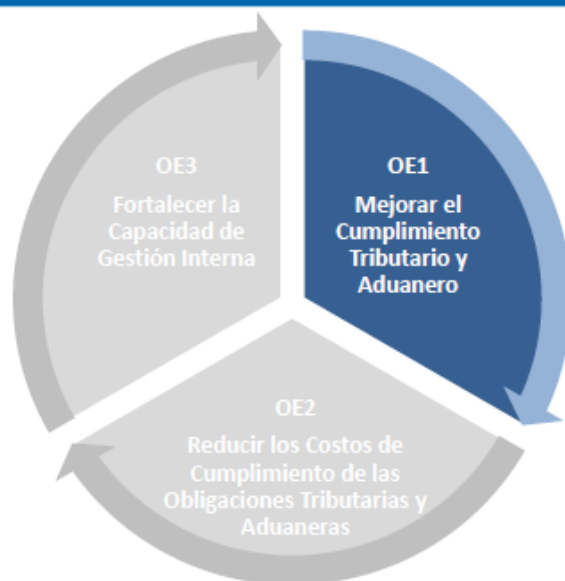 OE3
Fortalecer la
Capacidad de
Gestión Interna
OE1
Mejorar el
Cumplimiento
Tributario y
Aduanero
OE2
Reducir los Costos de
Cumplimiento de las
Obligaciones Tributarias y
Aduaneras